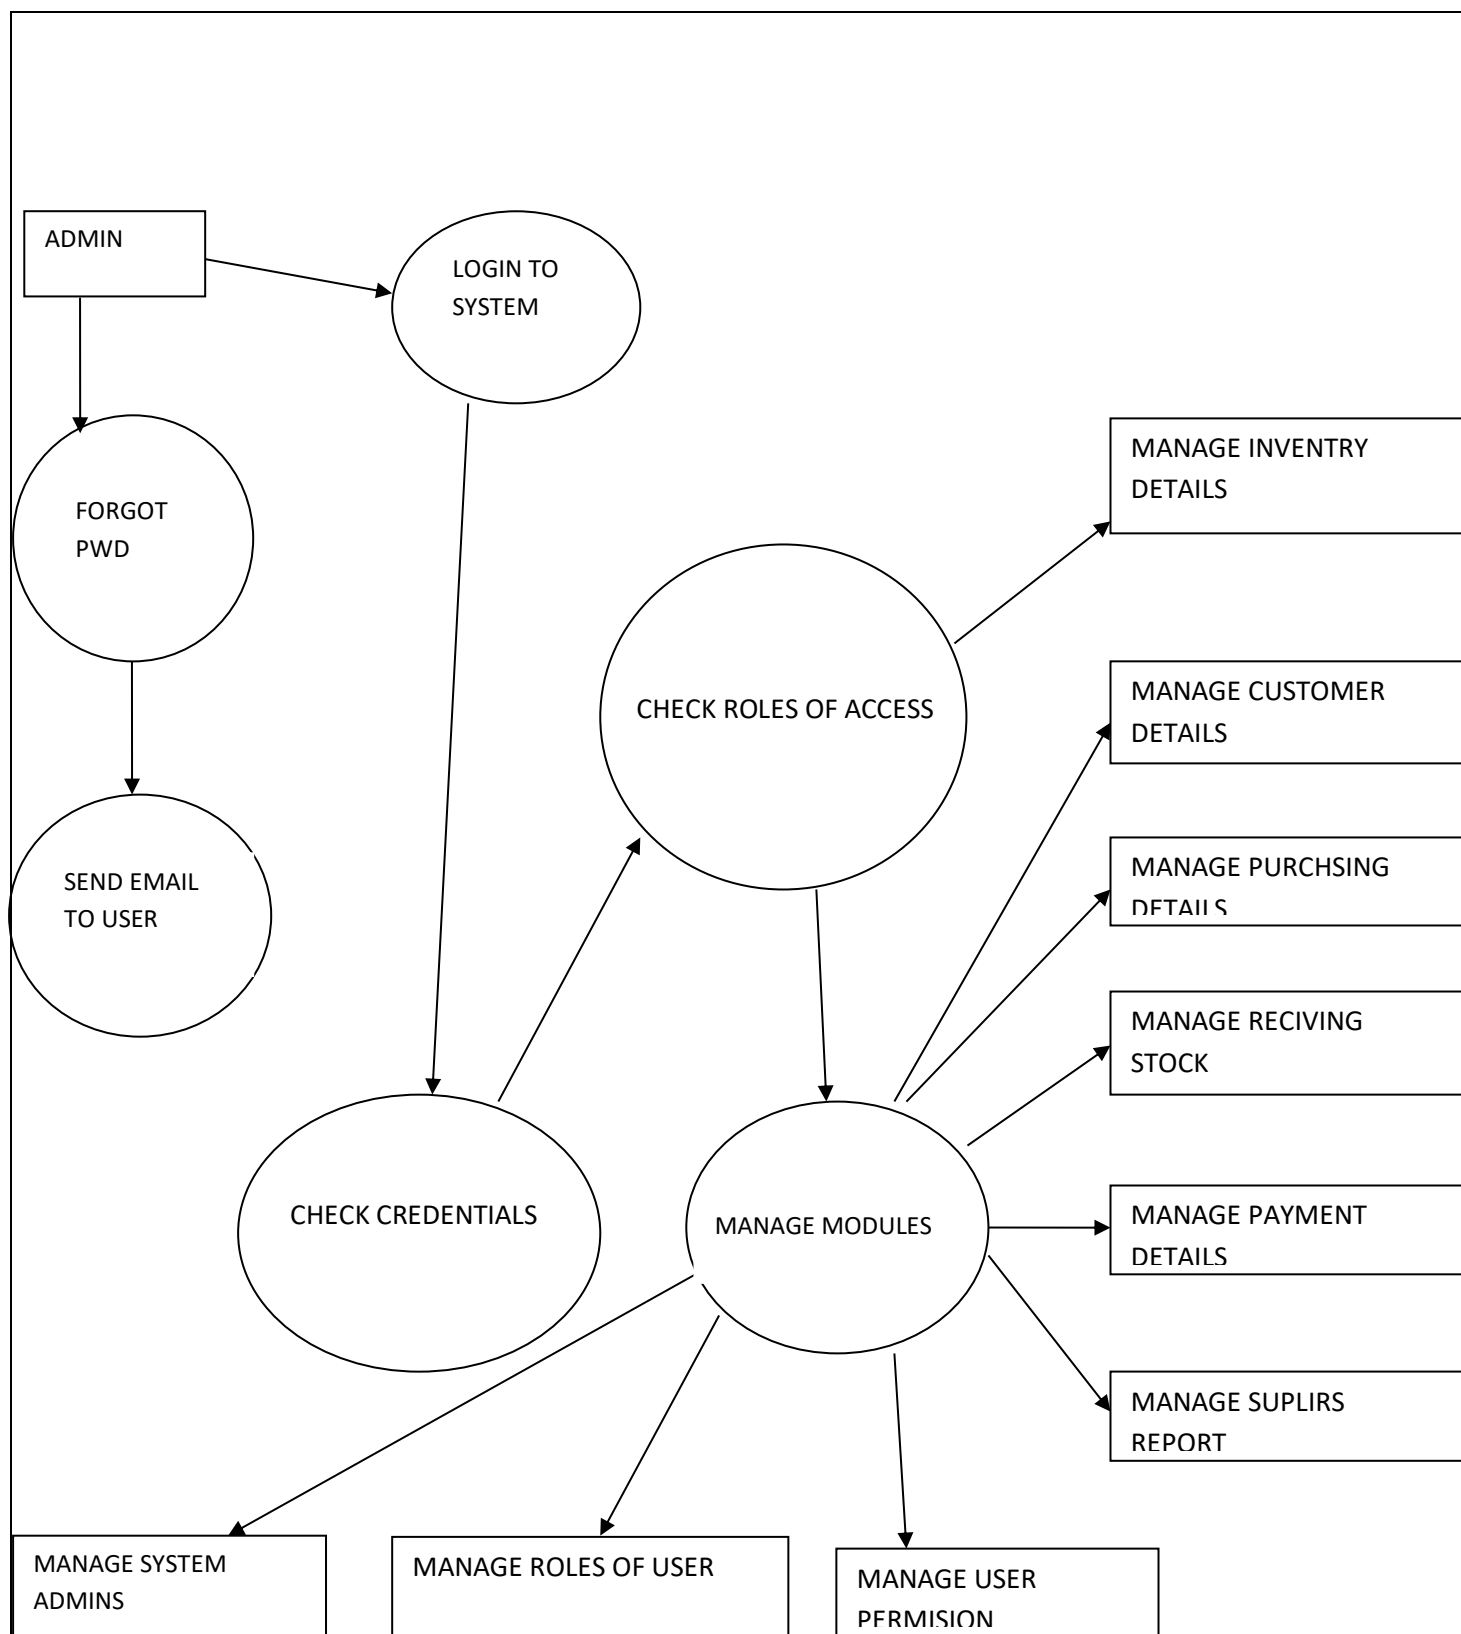 ADMIN
LOGIN TO
SYSTEM
MANAGE INVENTRY
DETAILS
FORGOT
PWD
MANAGE CUSTOMER
DETAILS
CHECK ROLES OF ACCESS
MANAGE PURCHSING
DETAILS
SEND EMAIL
TO USER
MANAGE RECIVING
STOCK
CHECK CREDENTIALS
MANAGE MODULES
MANAGE PAYMENT
DETAILS
MANAGE SUPLIRS
REPORT
MANAGE SYSTEM
ADMINS
MANAGE ROLES OF USER
MANAGE USER
PERMISION